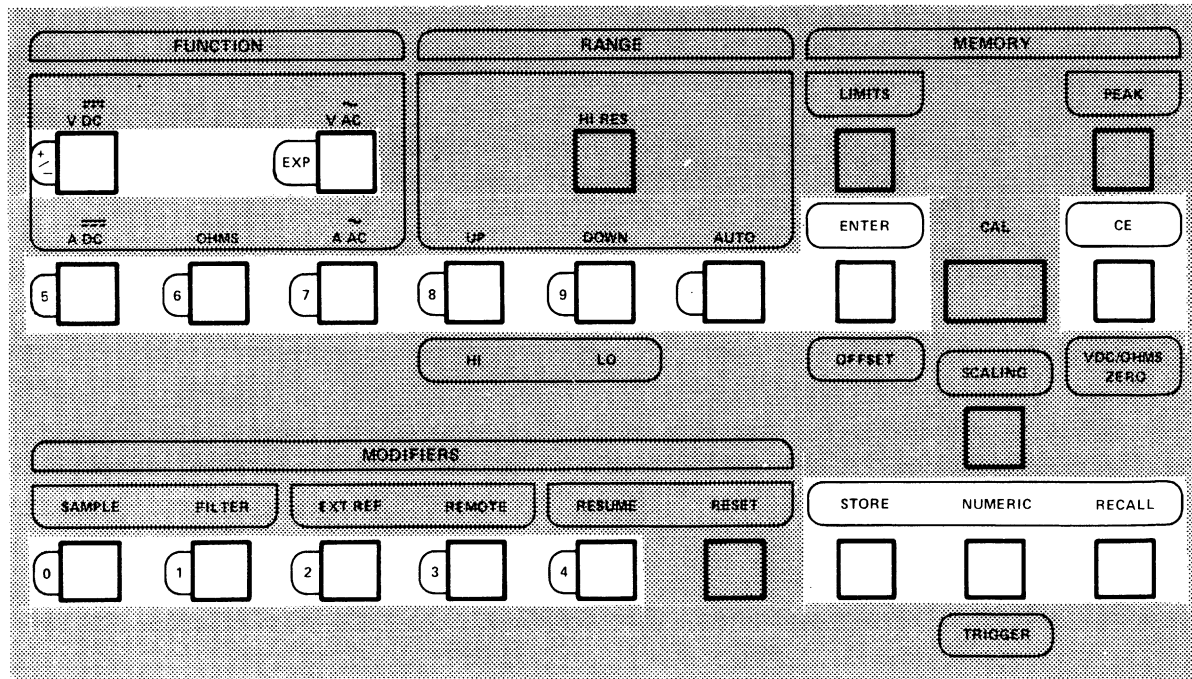 FUNCTION RANGE MEMORY
LIMITS PEAK
V DC V AC HI RES
+/- EXP
ENTER CAL CE
A DC OHMS A AC UP DOWN AUTO
5 6 7 8 9 .
HI LO OFFSET SCALING VDC/OHMS
ZERO
MODIFIERS
SAMPLE FILTER EXT REF REMOTE RESUME RESET STORE NUMERIC RECALL
0 1 2 3 4
TRIGGER